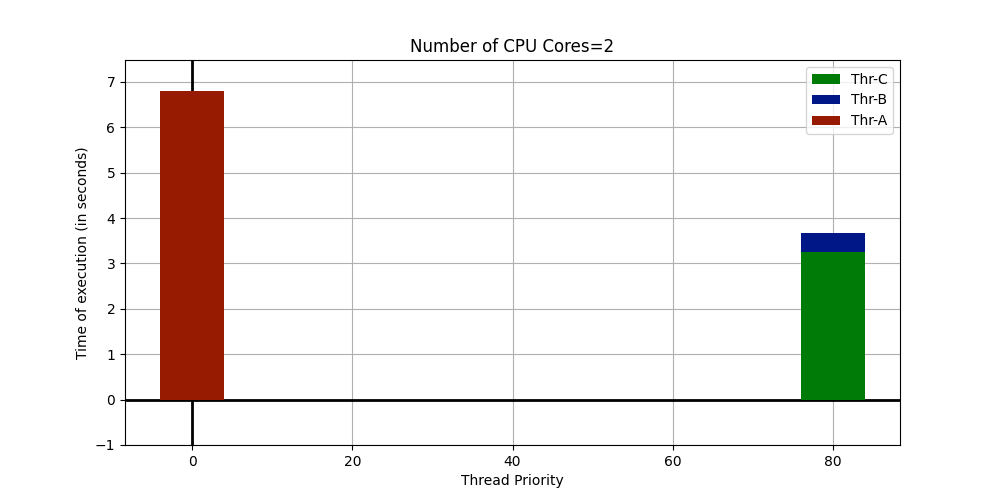 Number of CPU Cores=2
Thr-C
Thr-B
Thr-A
Time of execution (in seconds)
7
6
5
4
3
2
1
0
−1
0 20 40 60 80
Thread Priority